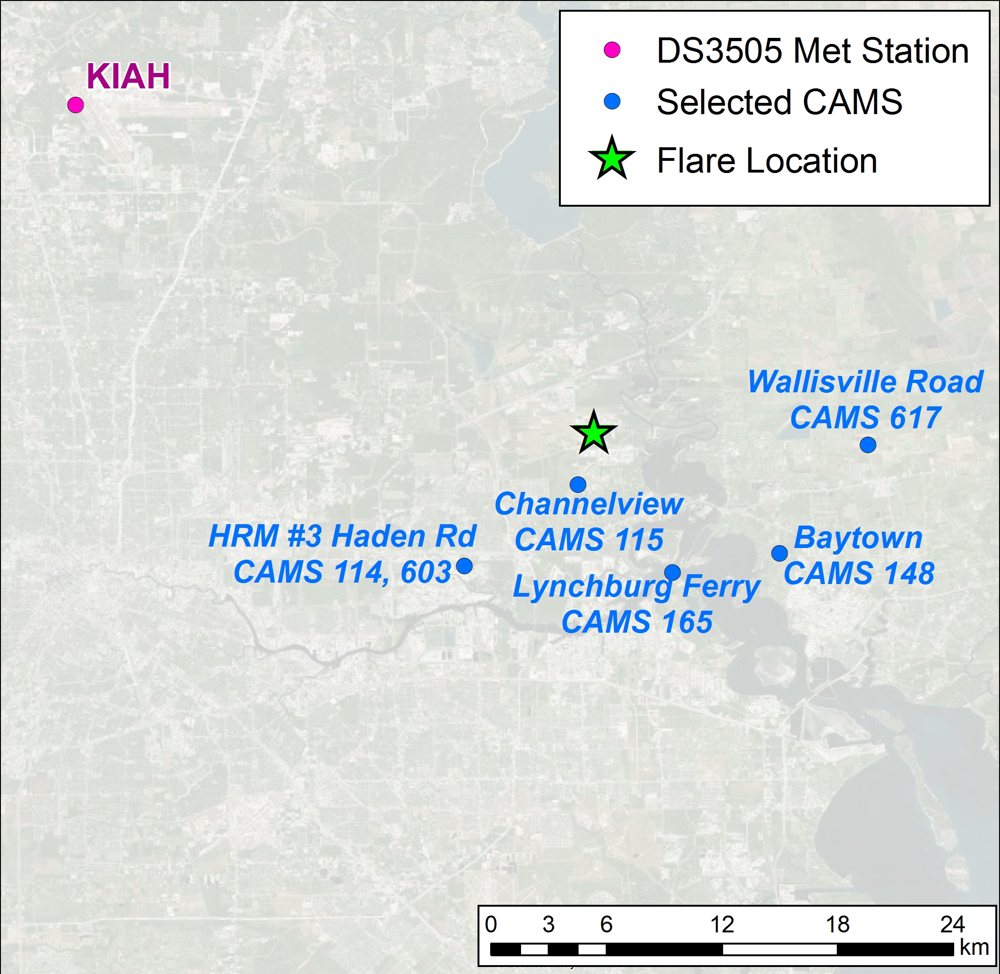 DS3505 Met Station
Selected CAMS
Flare Location
KIAH
Wallisville Road
CAMS 617
Channelview
CAMS 115
HRM #3 Haden Rd
CAMS 114, 603
Baytown
CAMS 148
Lynchburg Ferry
CAMS 165
0 3 6 12 18 24
km